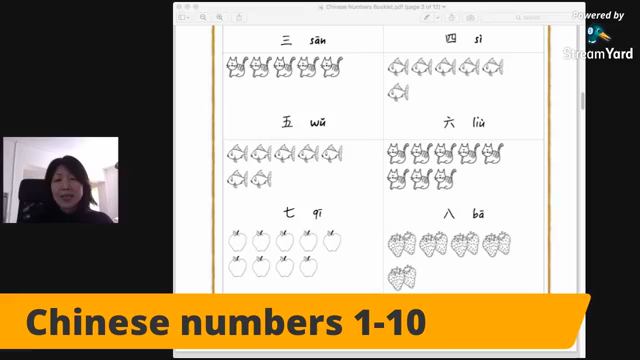 Chinese Numbers Booklet.pdf (page 3 of 12)
Powered by
StreamYard
三 sān
四 sì
五 wǔ
六 liù
七 qī
八 bā
Chinese numbers 1-10